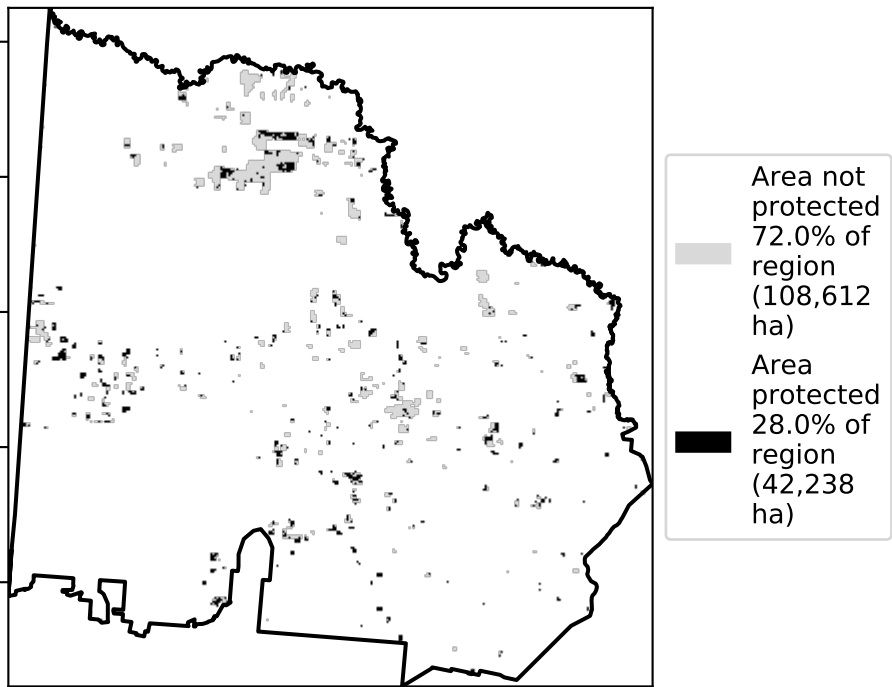 Area not
protected
72.0% of
region
(108,612
ha)
Area
protected
28.0% of
region
(42,238
ha)